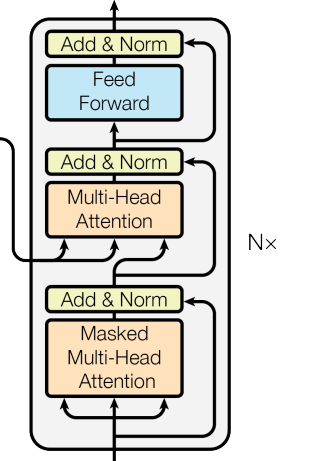 Add & Norm
Feed
Forward
Add & Norm
Multi-Head
Attention
N×
Add & Norm
Masked
Multi-Head
Attention